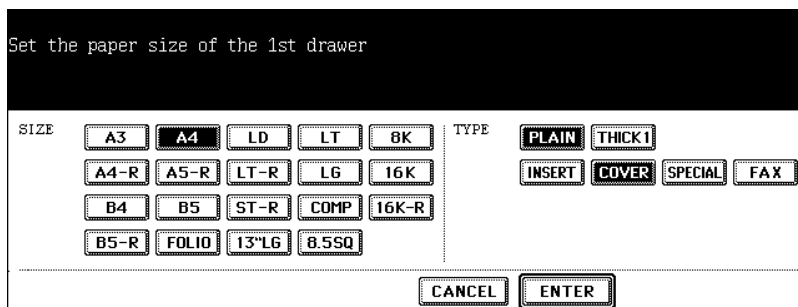 Set the paper size of the 1st drawer
SIZE A3 A4 LD LT 8K TYPE PLAIN THICK1
A4-R A5-R LT-R LG 16K INSERT COVER SPECIAL FAX
B4 B5 ST-R COMP 16K-R
B5-R FOLIO 13"LG 8.5SQ
CANCEL ENTER